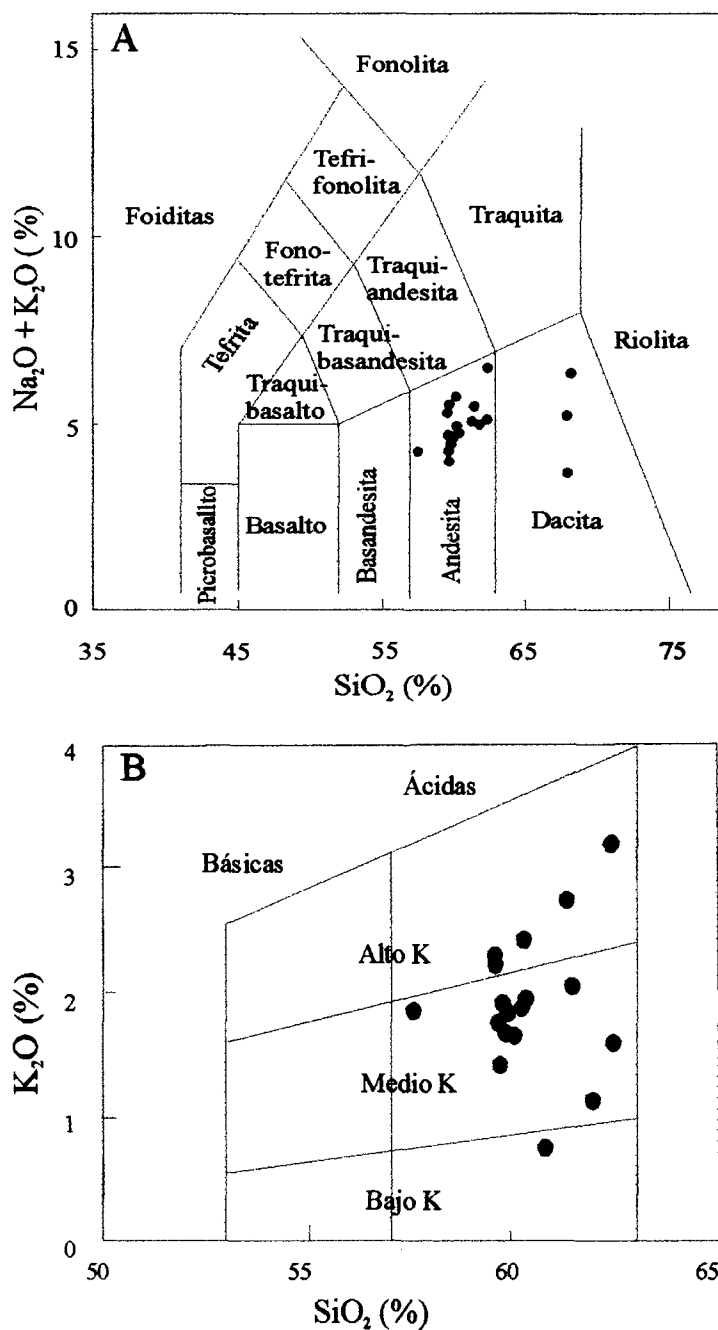 A
15
10
5
0
Na₂O + K₂O (%)
Fonolita
Tefri-
fonolita
Foiditas
Traquita
Fono-
tefrita
Traqui-
andesita
Tefrita
Traqui-
basandesita
Riolita
Traqui-
basalto
Picrobasallto
Basalto
Basandesita
Andesita
Dacita
35
45
55
65
75
SiO₂ (%)
B
4
3
2
1
0
K₂O (%)
Ácidas
Básicas
Alto K
Medio K
Bajo K
50
55
60
65
SiO₂ (%)